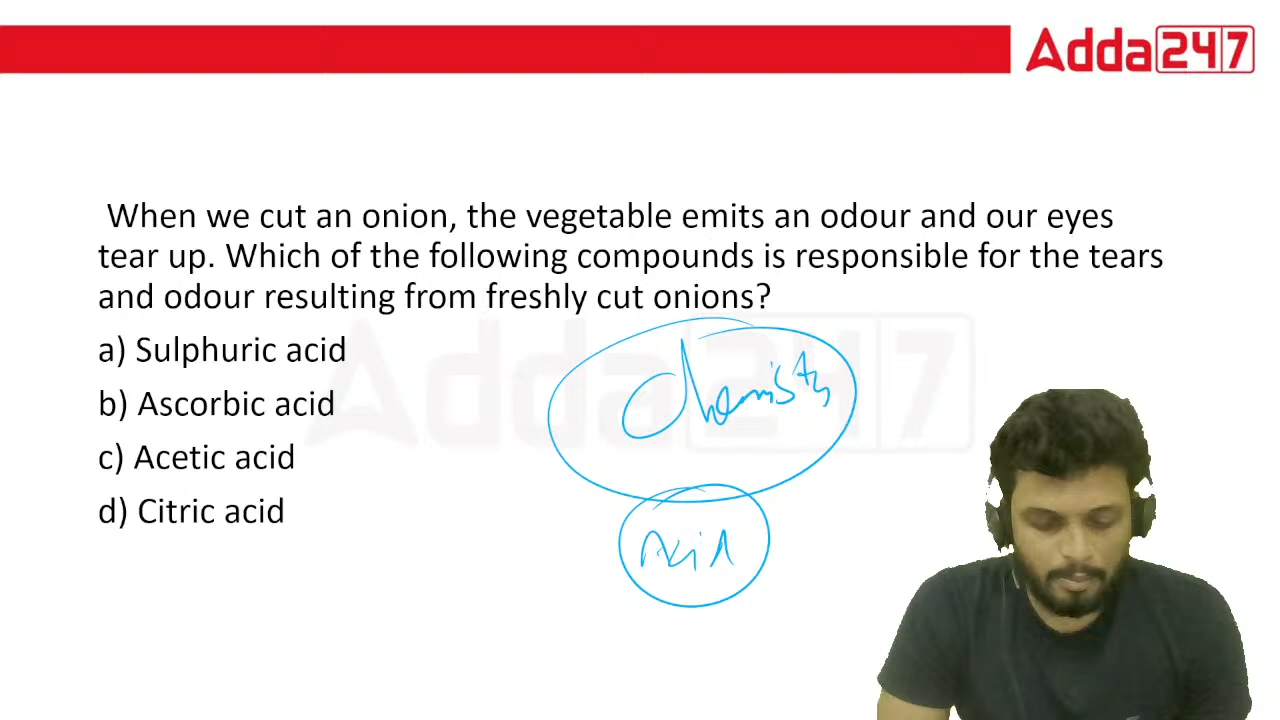 Adda247
When we cut an onion, the vegetable emits an odour and our eyes
tear up. Which of the following compounds is responsible for the tears
and odour resulting from freshly cut onions?
a) Sulphuric acid
b) Ascorbic acid
c) Acetic acid
d) Citric acid
Adda247
Chemistry
Acid